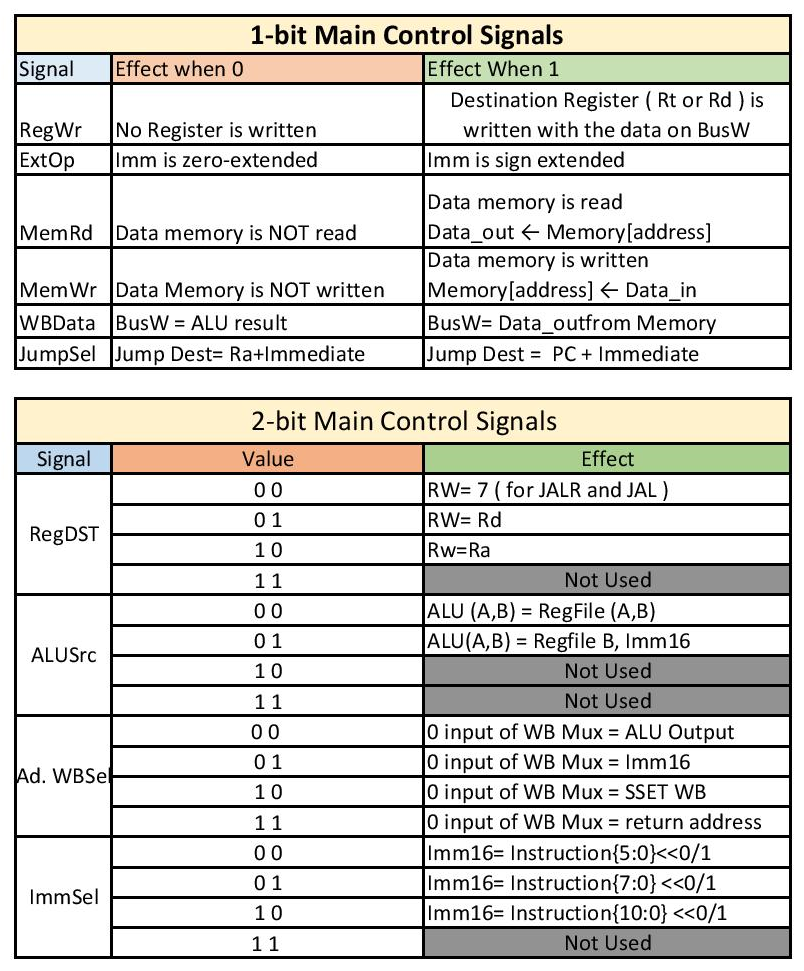 1-bit Main Control Signals
Signal Effect when 0 Effect When 1
RegWr No Register is written Destination Register ( Rt or Rd ) is
written with the data on BusW
ExtOp Imm is zero-extended Imm is sign extended
MemRd Data memory is NOT read Data memory is read
Data_out ← Memory[address]
MemWr Data Memory is NOT written Data memory is written
Memory[address] ← Data_in
WBData BusW = ALU result BusW= Data_outfrom Memory
JumpSel Jump Dest= Ra+Immediate Jump Dest = PC + Immediate
2-bit Main Control Signals
Signal Value Effect
RegDST
0 0 RW= 7 ( for JALR and JAL )
0 1 RW= Rd
1 0 Rw=Ra
1 1 Not Used
ALUSrc
0 0 ALU (A,B) = RegFile (A,B)
0 1 ALU(A,B) = Regfile B, Imm16
1 0 Not Used
1 1 Not Used
Ad. WBSel
0 0 0 input of WB Mux = ALU Output
0 1 0 input of WB Mux = Imm16
1 0 0 input of WB Mux = SSET WB
1 1 0 input of WB Mux = return address
ImmSel
0 0 Imm16= Instruction{5:0}<<0/1
0 1 Imm16= Instruction{7:0} <<0/1
1 0 Imm16= Instruction{10:0} <<0/1
1 1 Not Used